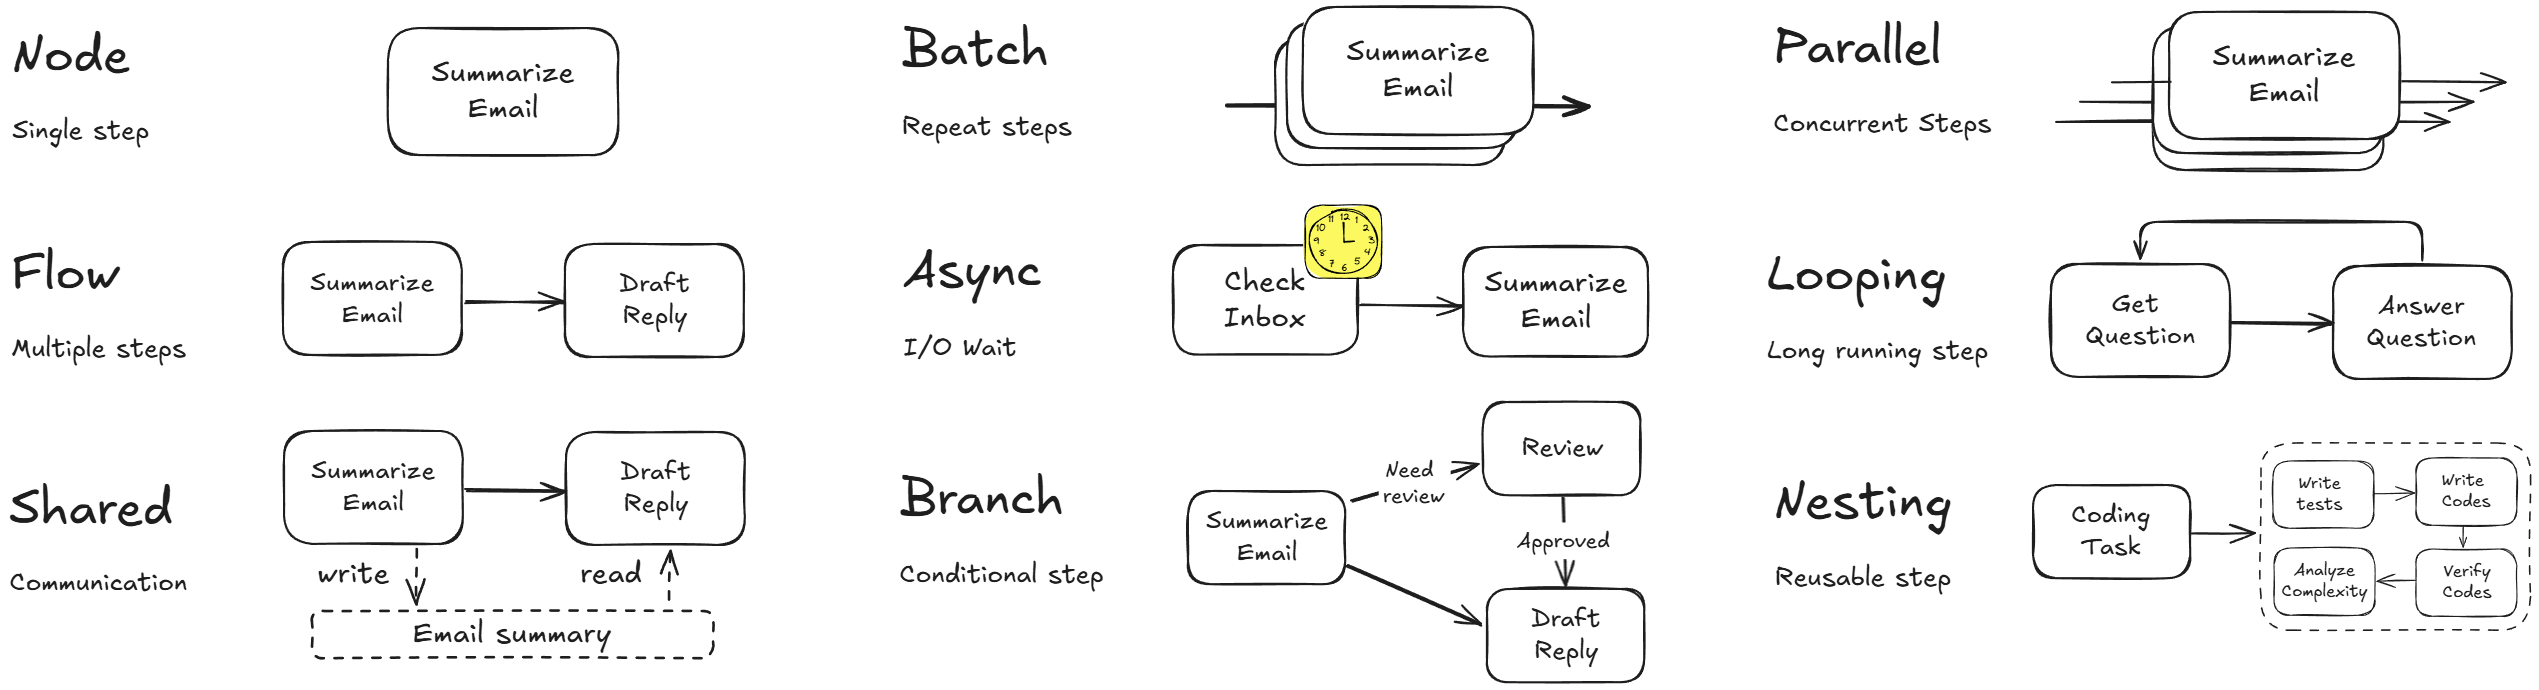 Node
Single step
Summarize
Email
Flow
Multiple steps
Summarize
Email
Draft
Reply
Shared
Communication
Summarize
Email
Draft
Reply
write
read
Email summary
Batch
Repeat steps
Summarize
Email
Async
I/O Wait
Check
Inbox
11 12 1
10 2
9 3
8 4
7 6 5
Summarize
Email
Branch
Conditional step
Summarize
Email
Need
review
Review
Approved
Draft
Reply
Parallel
Concurrent Steps
Summarize
Email
Looping
Long running step
Get
Question
Answer
Question
Nesting
Reusable step
Coding
Task
Write
tests
Write
Codes
Verify
Codes
Analyze
Complexity